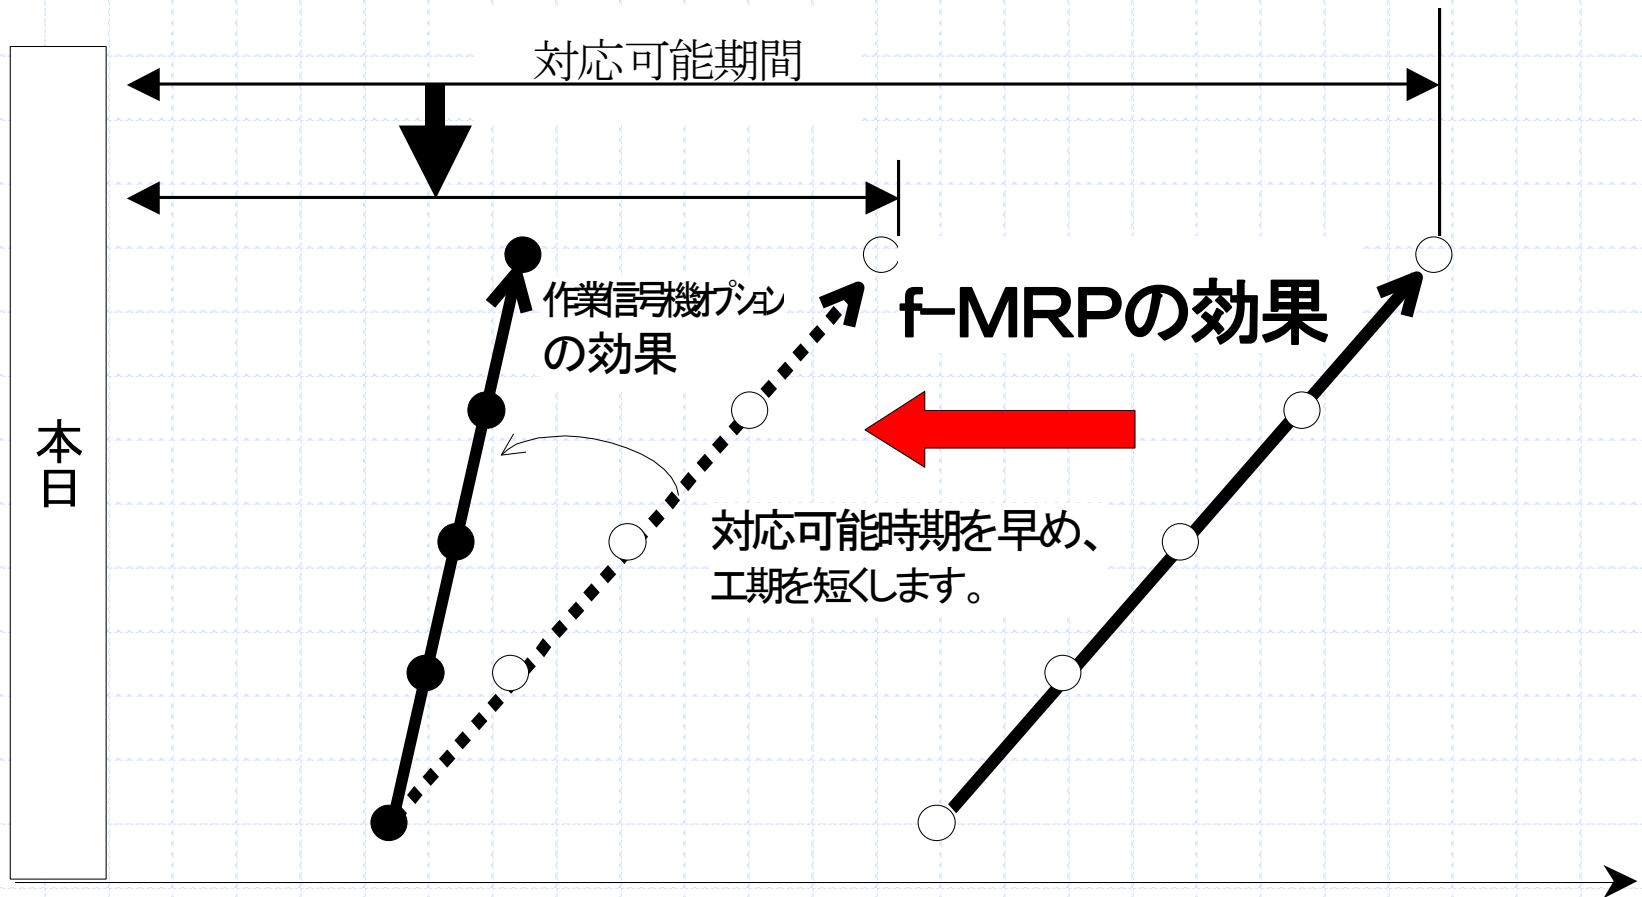 対応可能期間
作業信号機オプション
の効果
f-MRPの効果
本日
対応可能時期を早め、
工期を短くします。